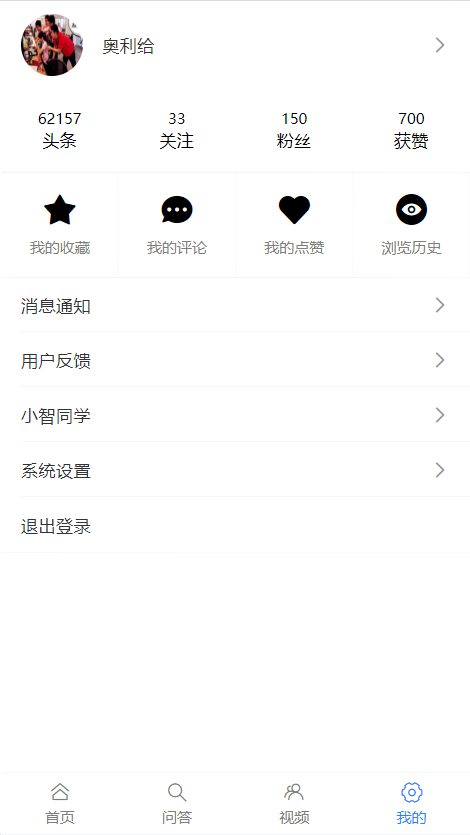 奥利给
62157 33 150 700
头条 关注 粉丝 获赞
我的收藏 我的评论 我的点赞 浏览历史
消息通知
用户反馈
小智同学
系统设置
退出登录
首页 问答 视频 我的